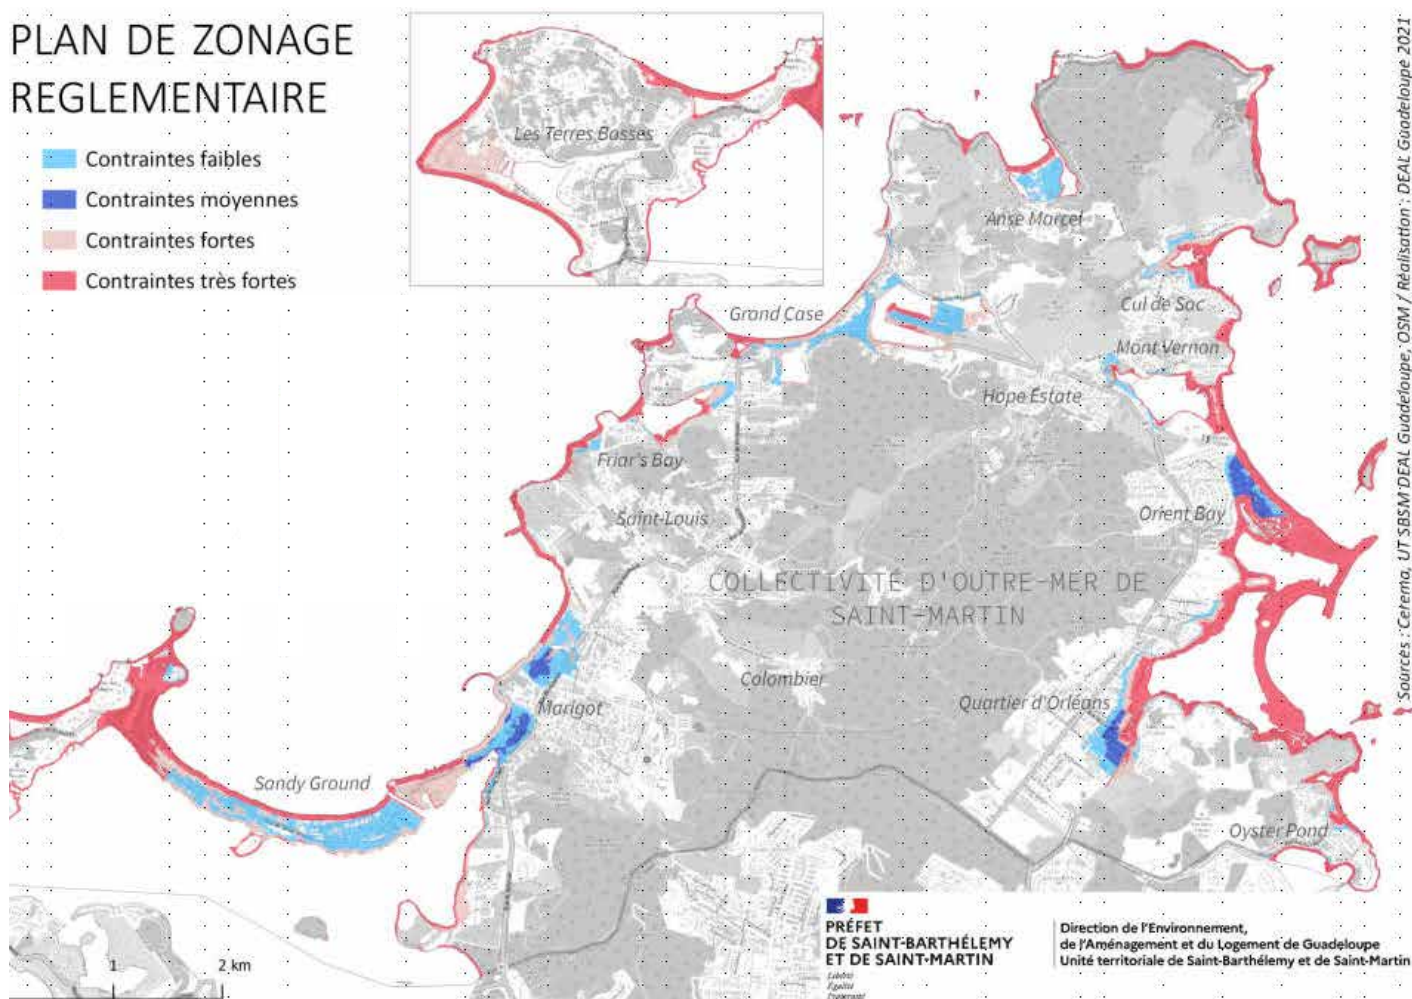 PLAN DE ZONAGE
REGLEMENTAIRE
Contraintes faibles
Contraintes moyennes
Contraintes fortes
Contraintes très fortes
Les Terres Basses
Anse Marcel
Grand Case
Cul de Sac
Mont Vernon
Hope Estate
Friar's Bay
Saint-Louis
Orient Bay
COLLECTIVITÉ D'OUTRE-MER DE
SAINT-MARTIN
Colombier
Marigot
Quartier d'Orléans
Sandy Ground
Oyster Pond
1
2 km
PRÉFET
DE SAINT-BARTHÉLEMY
ET DE SAINT-MARTIN
Liberté
Égalité
Fraternité
Direction de l'Environnement,
de l'Aménagement et du Logement de Guadeloupe
Unité territoriale de Saint-Barthélemy et de Saint-Martin
Sources : Cerema, UT SBSM DEAL Guadeloupe, OSM / Réalisation : DEAL Guadeloupe 2021